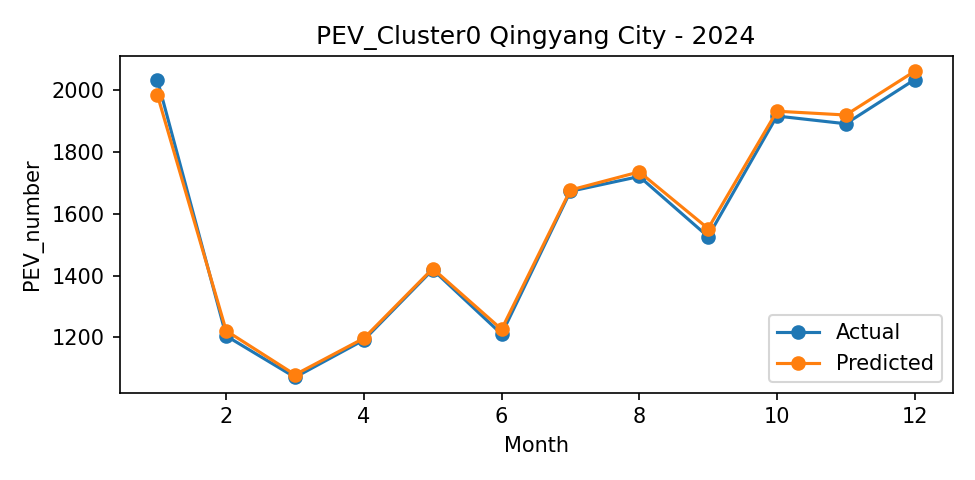 PEV_Cluster0 Qingyang City - 2024
PEV_number
2000
1800
1600
1400
1200
Actual
Predicted
2 4 6 8 10 12
Month